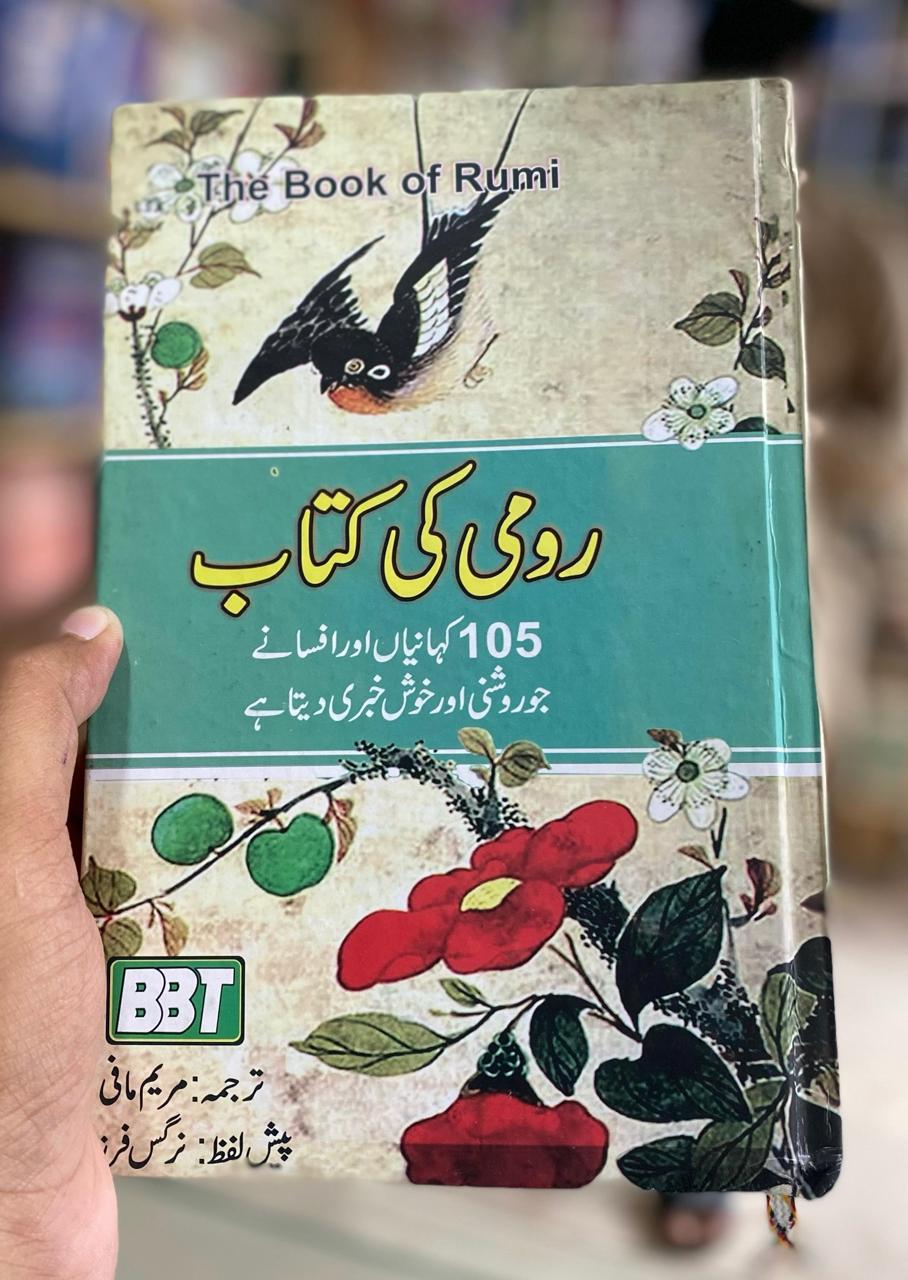 The Book of Rumi
رومی کی کتاب
105 کہانیاں اور افسانے
جو روشنی اور خوش خبری دیتا ہے
BBT
ترجمہ: مریم مافی
پیش لفظ: نرگس